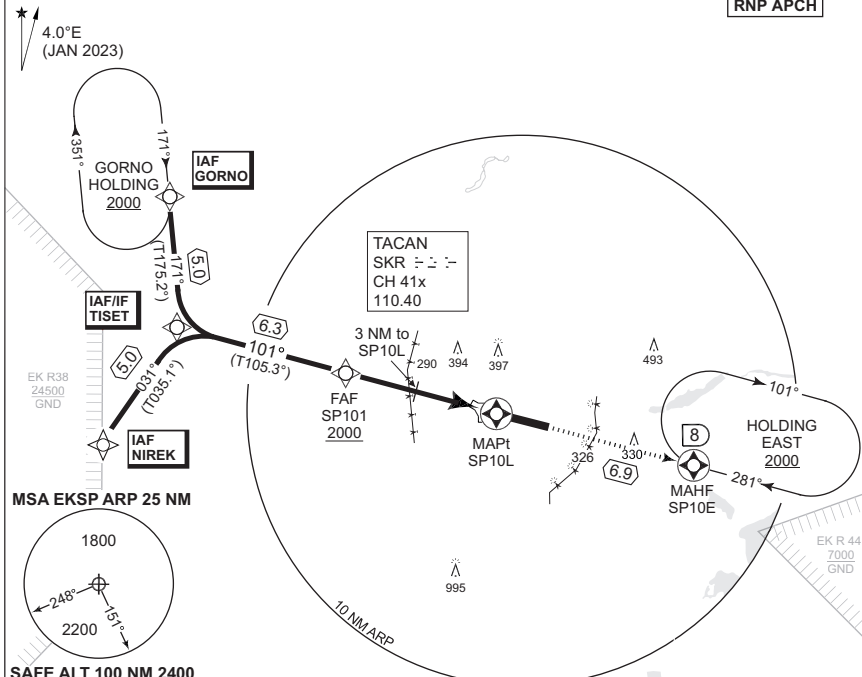 RNP APCH
4.0°E
(JAN 2023)
351°
171°
GORNO
HOLDING
2000
IAF
GORNO
171°
(T175.2°)
5.0
IAF/IF
TISET
5.0
031°
(T035.1°)
6.3
101°
(T105.3°)
EK R38
24500
GND
IAF
NIREK
TACAN
SKR
CH 41x
110.40
3 NM to
SP10L
290
394
397
493
FAF
SP101
2000
MAPt
SP10L
326
330
6.9
8
MAHF
SP10E
101°
HOLDING
EAST
2000
281°
EK R 44
7000
GND
995
10 NM ARP
MSA EKSP ARP 25 NM
1800
248°
151°
2200
SAFE ALT 100 NM 2400